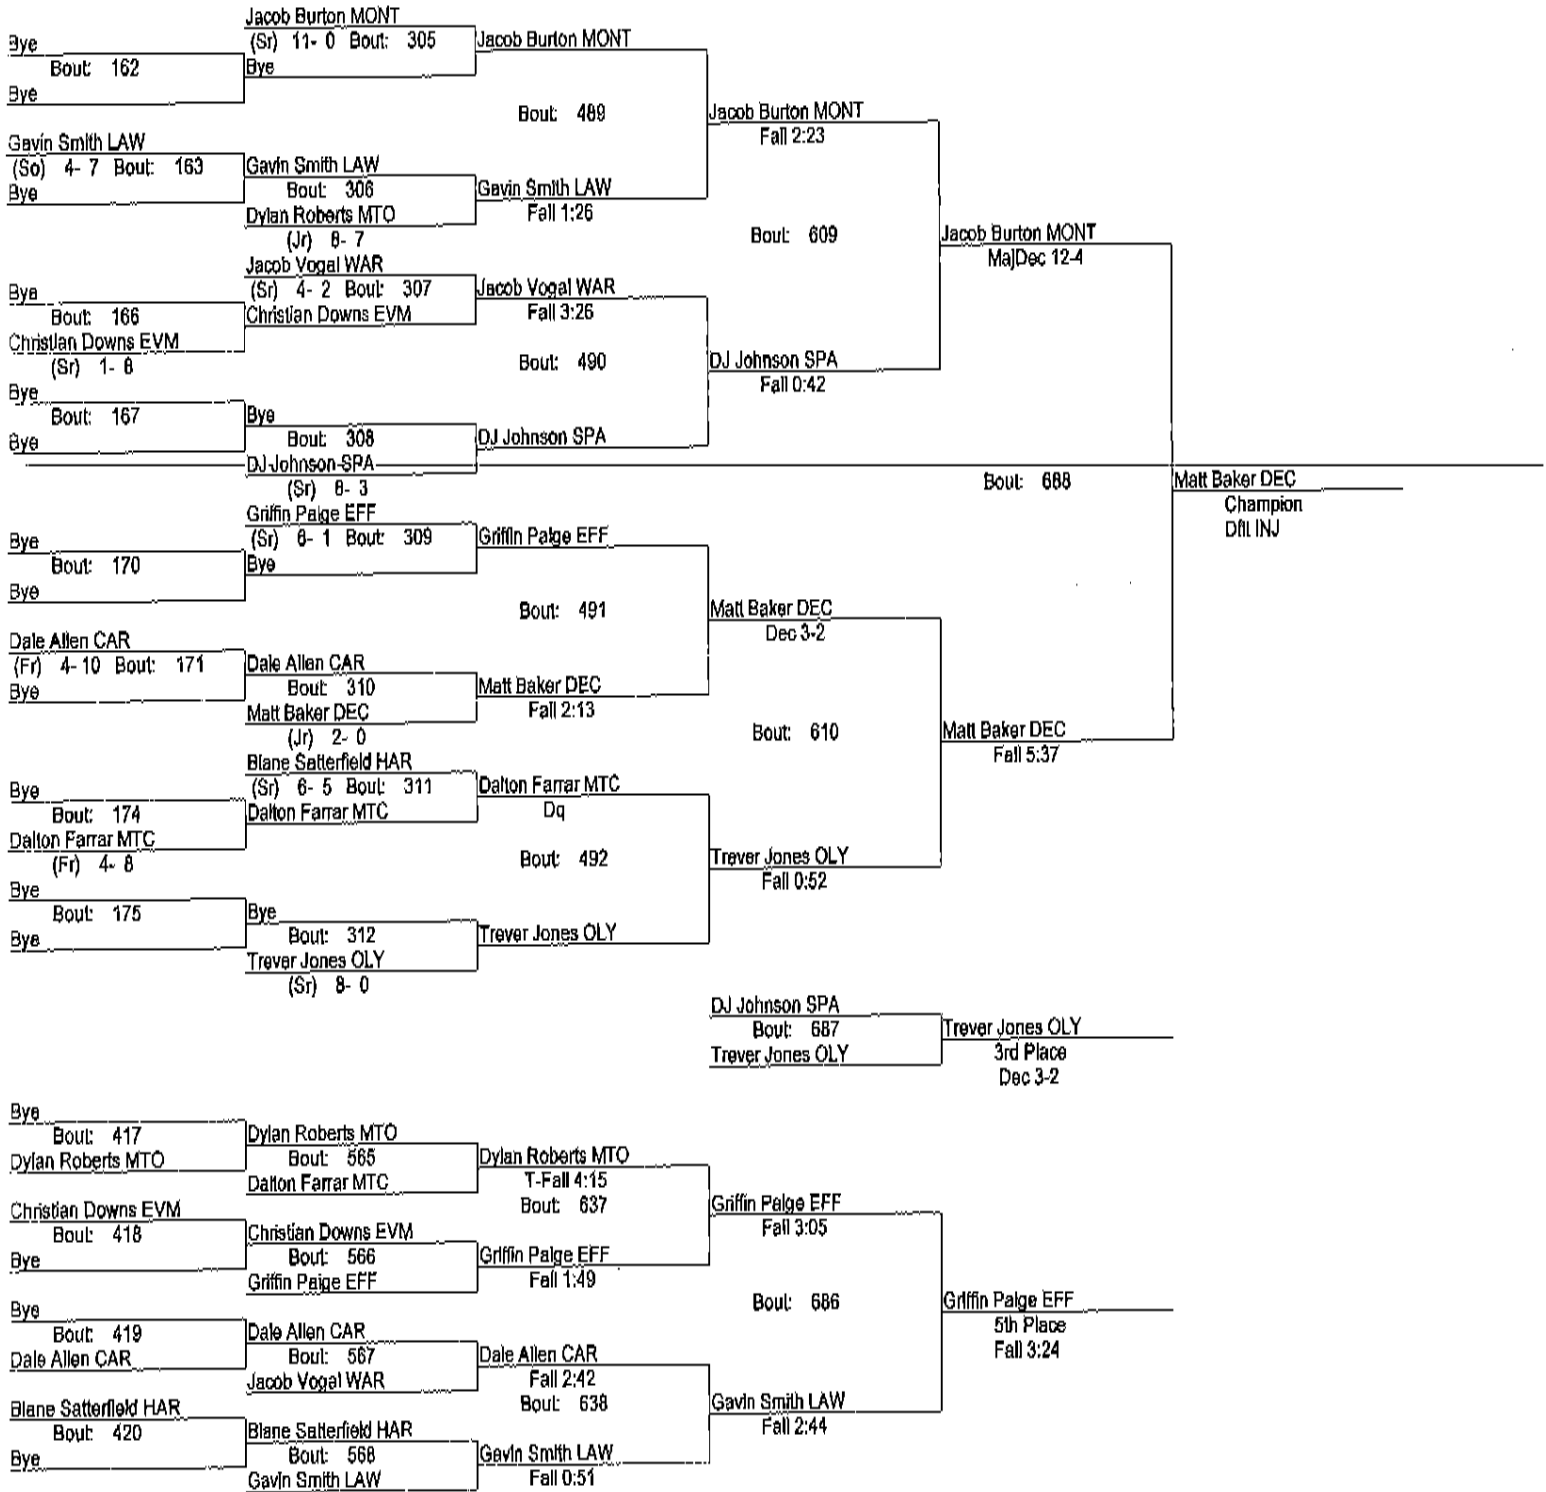 Jacob Burton MONT
Bye
(Sr) 11- 0 Bout: 305
Jacob Burton MONT
Bout: 162
Bye
Bye
Bout: 489
Jacob Burton MONT
Fall 2:23
Gavin Smith LAW
(So) 4- 7 Bout: 163
Gavin Smith LAW
Bye
Bout: 306
Gavin Smith LAW
Dylan Roberts MTO
Fall 1:26
(Jr) 8- 7
Bout: 609
Jacob Burton MONT
MajDec 12-4
Jacob Vogal WAR
Bye
(Sr) 4- 2 Bout: 307
Jacob Vogal WAR
Bout: 166
Christian Downs EVM
Fall 3:26
Christian Downs EVM
(Sr) 1- 8
Bout: 490
DJ Johnson SPA
Fall 0:42
Bye
Bout: 167
Bye
Bye
Bout: 308
DJ Johnson SPA
DJ Johnson SPA
(Sr) 8- 3
Bout: 688
Matt Baker DEC
Champion
Dflt INJ
Griffin Paige EFF
Bye
(Sr) 6- 1 Bout: 309
Griffin Paige EFF
Bout: 170
Bye
Bye
Bout: 491
Matt Baker DEC
Dec 3-2
Dale Allen CAR
(Fr) 4- 10 Bout: 171
Dale Allen CAR
Bye
Bout: 310
Matt Baker DEC
Matt Baker DEC
Fall 2:13
(Jr) 2- 0
Bout: 610
Matt Baker DEC
Fall 5:37
Blane Satterfield HAR
Bye
(Sr) 6- 5 Bout: 311
Dalton Farrar MTC
Bout: 174
Dalton Farrar MTC
Dq
Dalton Farrar MTC
(Fr) 4- 8
Bout: 492
Trever Jones OLY
Fall 0:52
Bye
Bout: 175
Bye
Bye
Bout: 312
Trever Jones OLY
Trever Jones OLY
(Sr) 8- 0
DJ Johnson SPA
Bout: 687
Trever Jones OLY
Trever Jones OLY
3rd Place
Dec 3-2
Bye
Bout: 417
Dylan Roberts MTO
Dylan Roberts MTO
Bout: 565
Dylan Roberts MTO
Dalton Farrar MTC
T-Fall 4:15
Bout: 637
Griffin Paige EFF
Fall 3:05
Christian Downs EVM
Bout: 418
Christian Downs EVM
Bye
Bout: 566
Griffin Paige EFF
Griffin Paige EFF
Fall 1:49
Bout: 686
Griffin Paige EFF
5th Place
Fall 3:24
Bye
Bout: 419
Dale Allen CAR
Dale Allen CAR
Bout: 567
Dale Allen CAR
Jacob Vogal WAR
Fall 2:42
Bout: 638
Gavin Smith LAW
Fall 2:44
Blane Satterfield HAR
Bout: 420
Blane Satterfield HAR
Bye
Bout: 568
Gavin Smith LAW
Gavin Smith LAW
Fall 0:51